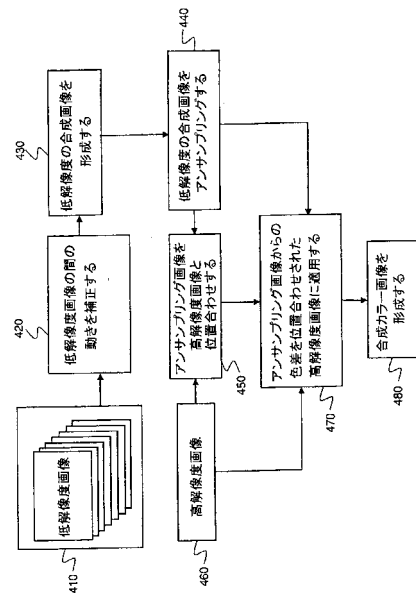 410
低解像度画像
420
低解像度画像の間の
動きを補正する
430
低解像度の合成画像を
形成する
440
低解像度の合成画像を
アンサンプリングする
アンサンプリング画像を
高解像度画像と
位置合わせする
450
460
高解像度画像
アンサンプリング画像からの
色差を位置合わせされた
高解像度画像に適用する
470
合成カラー画像を
形成する
480